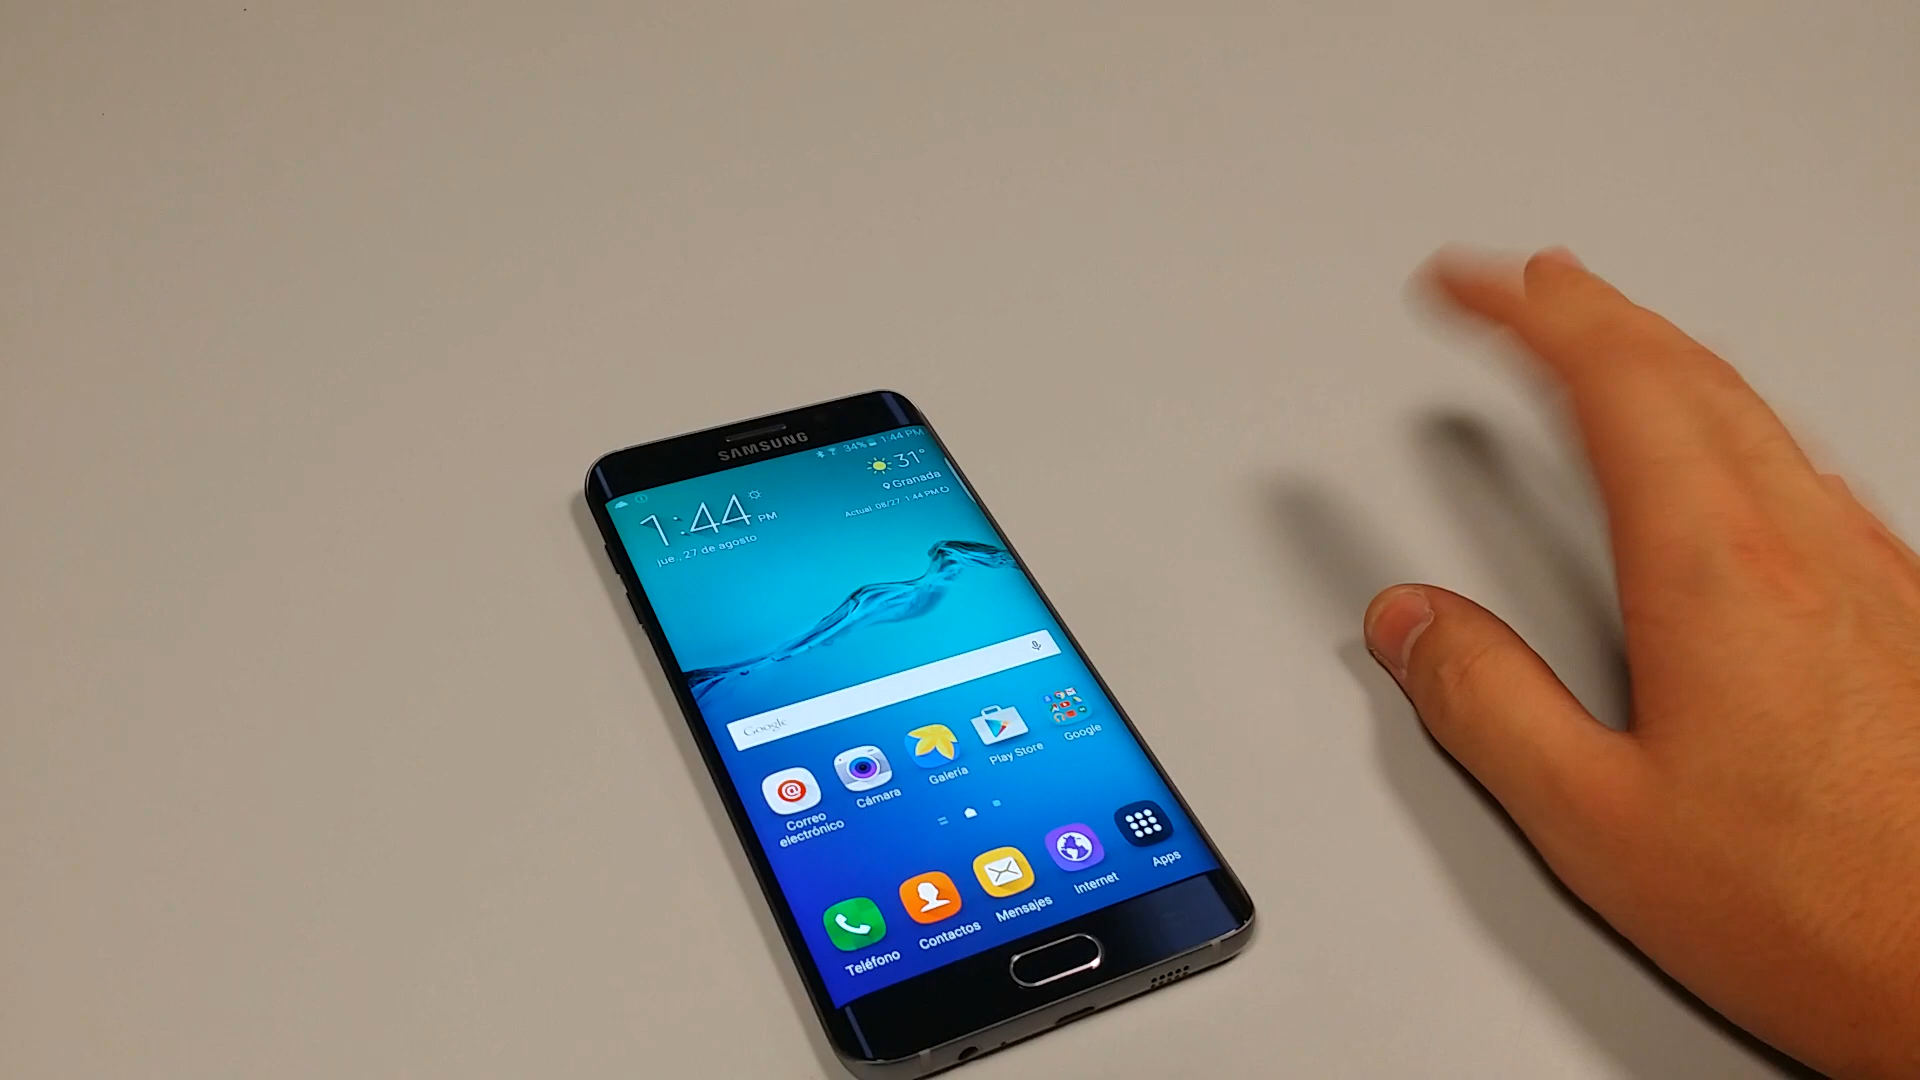 SAMSUNG
34% 1:44 PM
1:44 PM
jue., 27 de agosto
31°
Granada
Actual. 08/27 1:44 PM
Google
Correo
electrónico
Cámara
Galería
Play Store
Google
Teléfono
Contactos
Mensajes
Internet
Apps